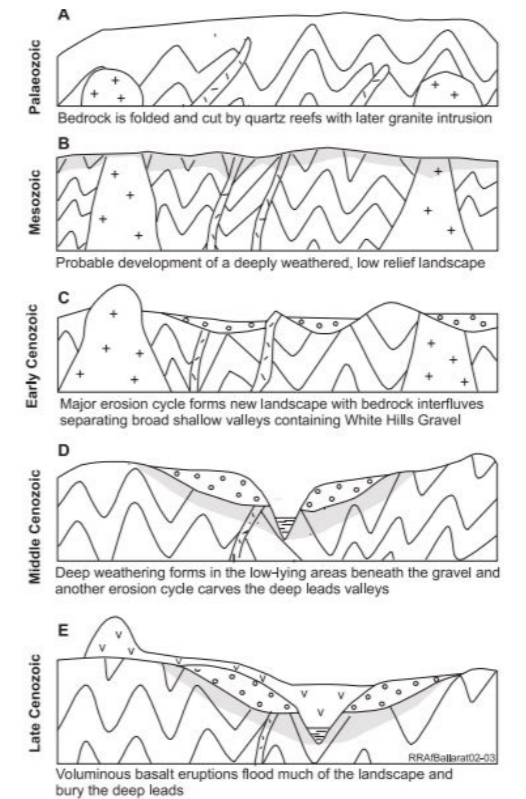 A
Palaeozoic
Bedrock is folded and cut by quartz reefs with later granite intrusion
B
Mesozoic
Probable development of a deeply weathered, low relief landscape
C
Early Cenozoic
Major erosion cycle forms new landscape with bedrock interfluves
separating broad shallow valleys containing White Hills Gravel
D
Middle Cenozoic
Deep weathering forms in the low-lying areas beneath the gravel and
another erosion cycle carves the deep leads valleys
E
Late Cenozoic
RRAfBallarat02-03
Voluminous basalt eruptions flood much of the landscape and
bury the deep leads